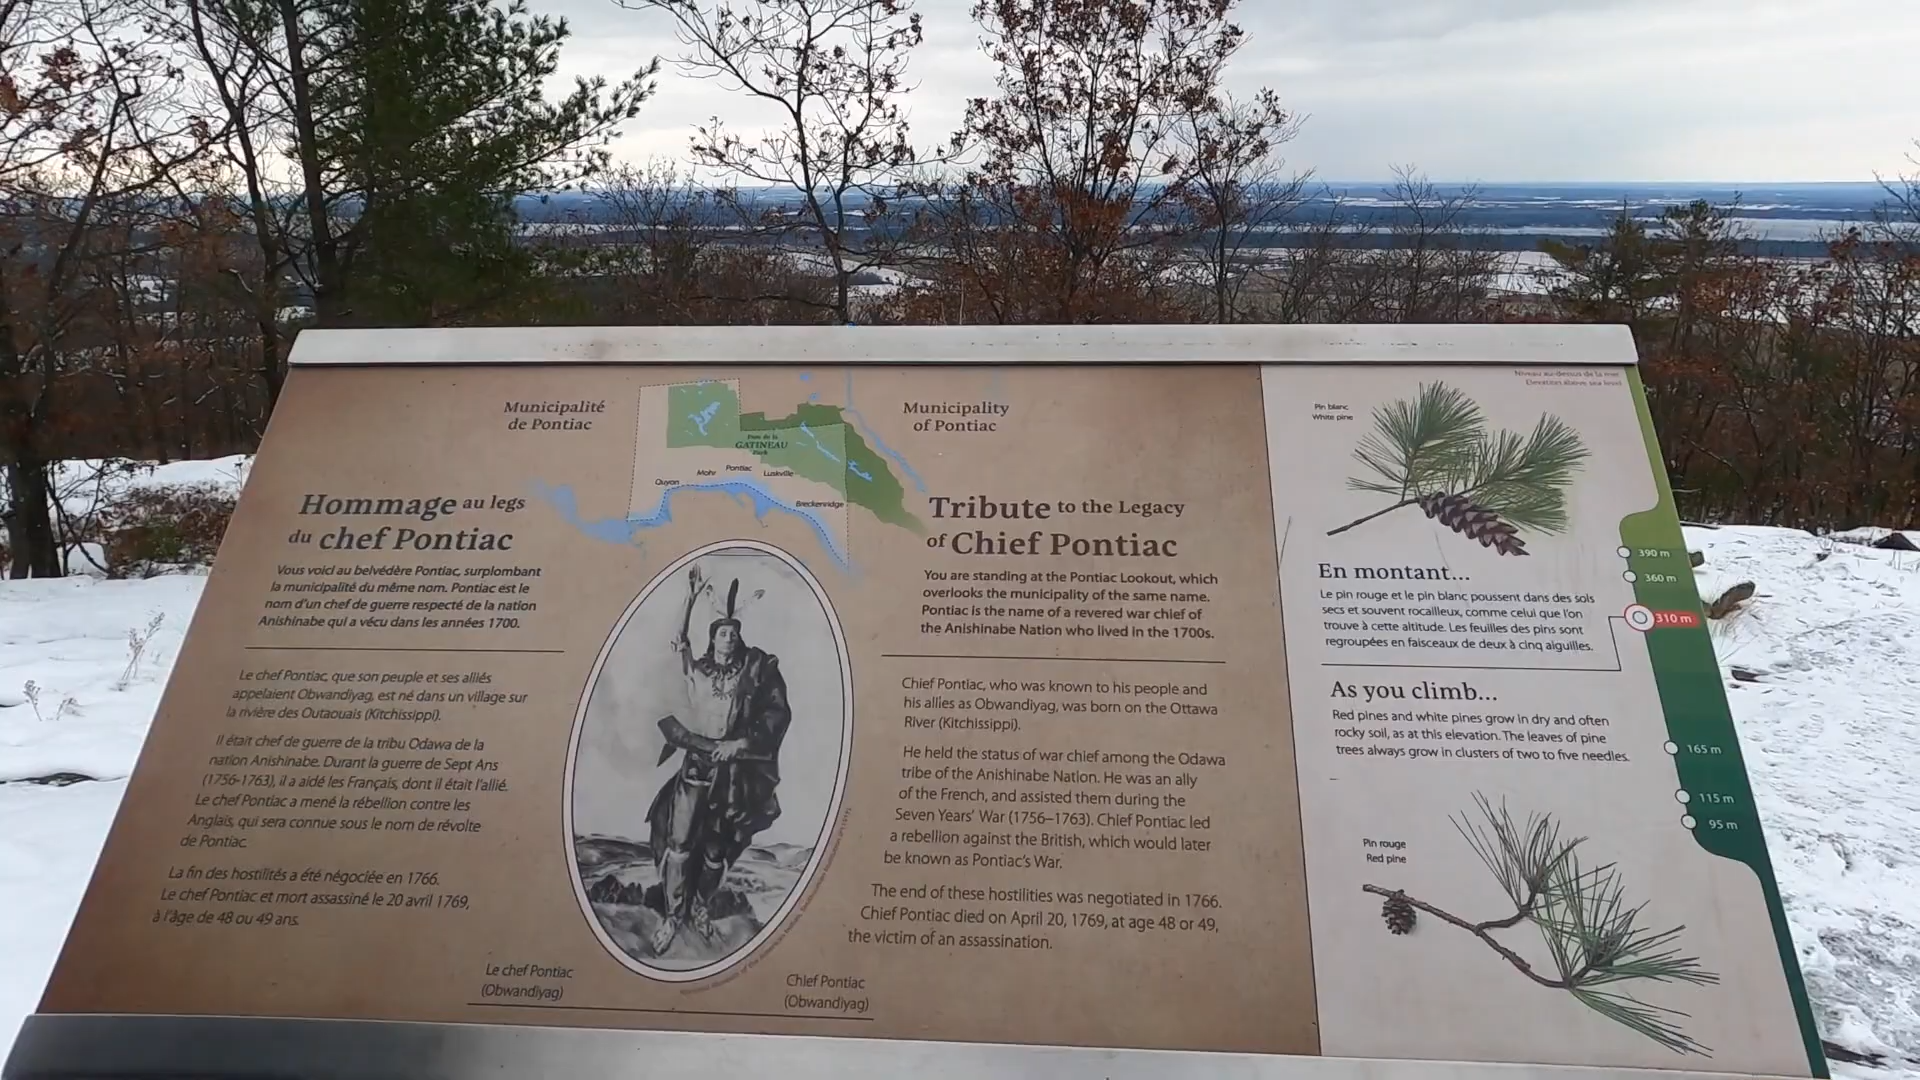 Municipalité
de Pontiac
Parc de la
GATINEAU
Park
Quyon
Mohr
Pontiac
Luskville
Breckenridge
Municipality
of Pontiac
Hommage au legs
du chef Pontiac
Vous voici au belvédère Pontiac, surplombant
la municipalité du même nom. Pontiac est le
nom d'un chef de guerre respecté de la nation
Anishinabe qui a vécu dans les années 1700.
Le chef Pontiac, que son peuple et ses alliés
appelaient Obwandiyag, est né dans un village sur
la rivière des Outaouais (Kitchissippi).
Il était chef de guerre de la tribu Odawa de la
nation Anishinabe. Durant la guerre de Sept Ans
(1756-1763), il a aidé les Français, dont il était l'allié.
Le chef Pontiac a mené la rébellion contre les
Anglais, qui sera connue sous le nom de révolte
de Pontiac.
La fin des hostilités a été négociée en 1766.
Le chef Pontiac et mort assassiné le 20 avril 1769,
à l'âge de 48 ou 49 ans.
Le chef Pontiac
(Obwandiyag)
Tribute to the Legacy
of Chief Pontiac
You are standing at the Pontiac Lookout, which
overlooks the municipality of the same name.
Pontiac is the name of a revered war chief of
the Anishinabe Nation who lived in the 1700s.
Chief Pontiac, who was known to his people and
his allies as Obwandiyag, was born on the Ottawa
River (Kitchissippi).
He held the status of war chief among the Odawa
tribe of the Anishinabe Nation. He was an ally
of the French, and assisted them during the
Seven Years' War (1756–1763). Chief Pontiac led
a rebellion against the British, which would later
be known as Pontiac's War.
The end of these hostilities was negotiated in 1766.
Chief Pontiac died on April 20, 1769, at age 48 or 49,
the victim of an assassination.
Chief Pontiac
(Obwandiyag)
Niveau au-dessus de la mer
Elevation above sea level
Pin blanc
White pine
En montant...
Le pin rouge et le pin blanc poussent dans des sols
secs et souvent rocailleux, comme celui que l'on
trouve à cette altitude. Les feuilles des pins sont
regroupées en faisceaux de deux à cinq aiguilles.
As you climb...
Red pines and white pines grow in dry and often
rocky soil, as at this elevation. The leaves of pine
trees always grow in clusters of two to five needles.
Pin rouge
Red pine
390 m
360 m
310 m
165 m
115 m
95 m